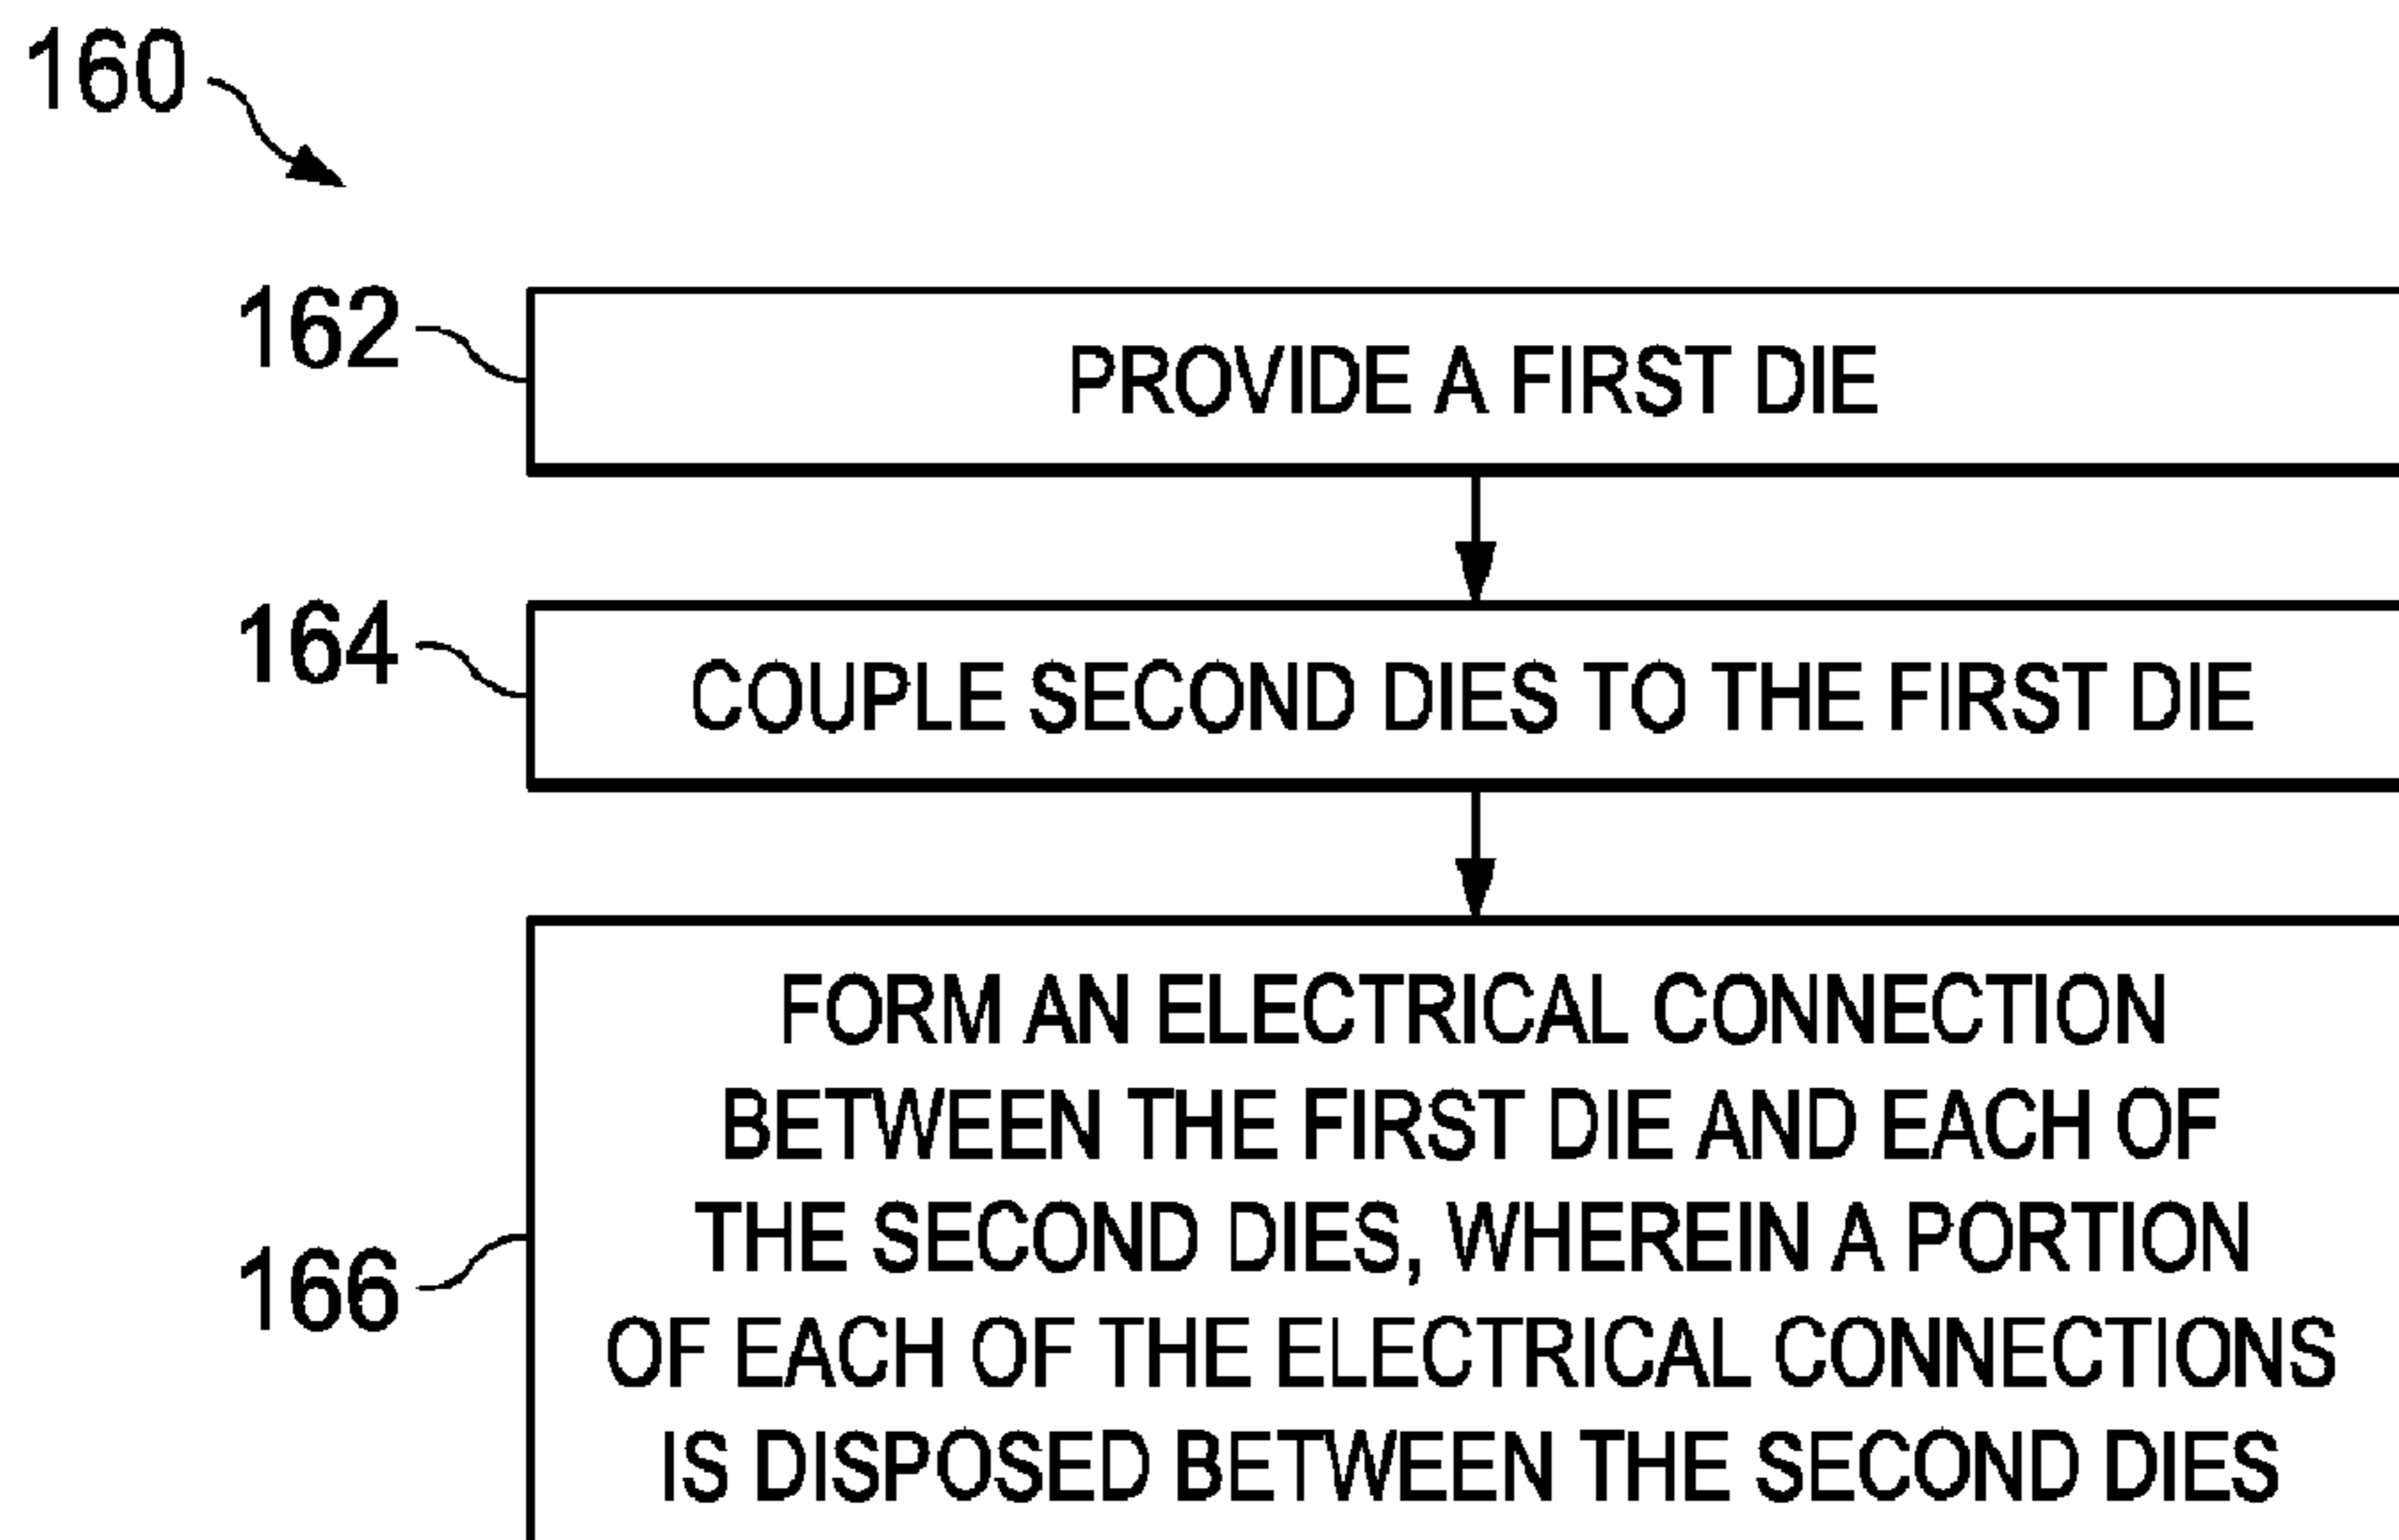 160
162
PROVIDE A FIRST DIE
164
COUPLE SECOND DIES TO THE FIRST DIE
166
FORM AN ELECTRICAL CONNECTION
BETWEEN THE FIRST DIE AND EACH OF
THE SECOND DIES, WHEREIN A PORTION
OF EACH OF THE ELECTRICAL CONNECTIONS
IS DISPOSED BETWEEN THE SECOND DIES